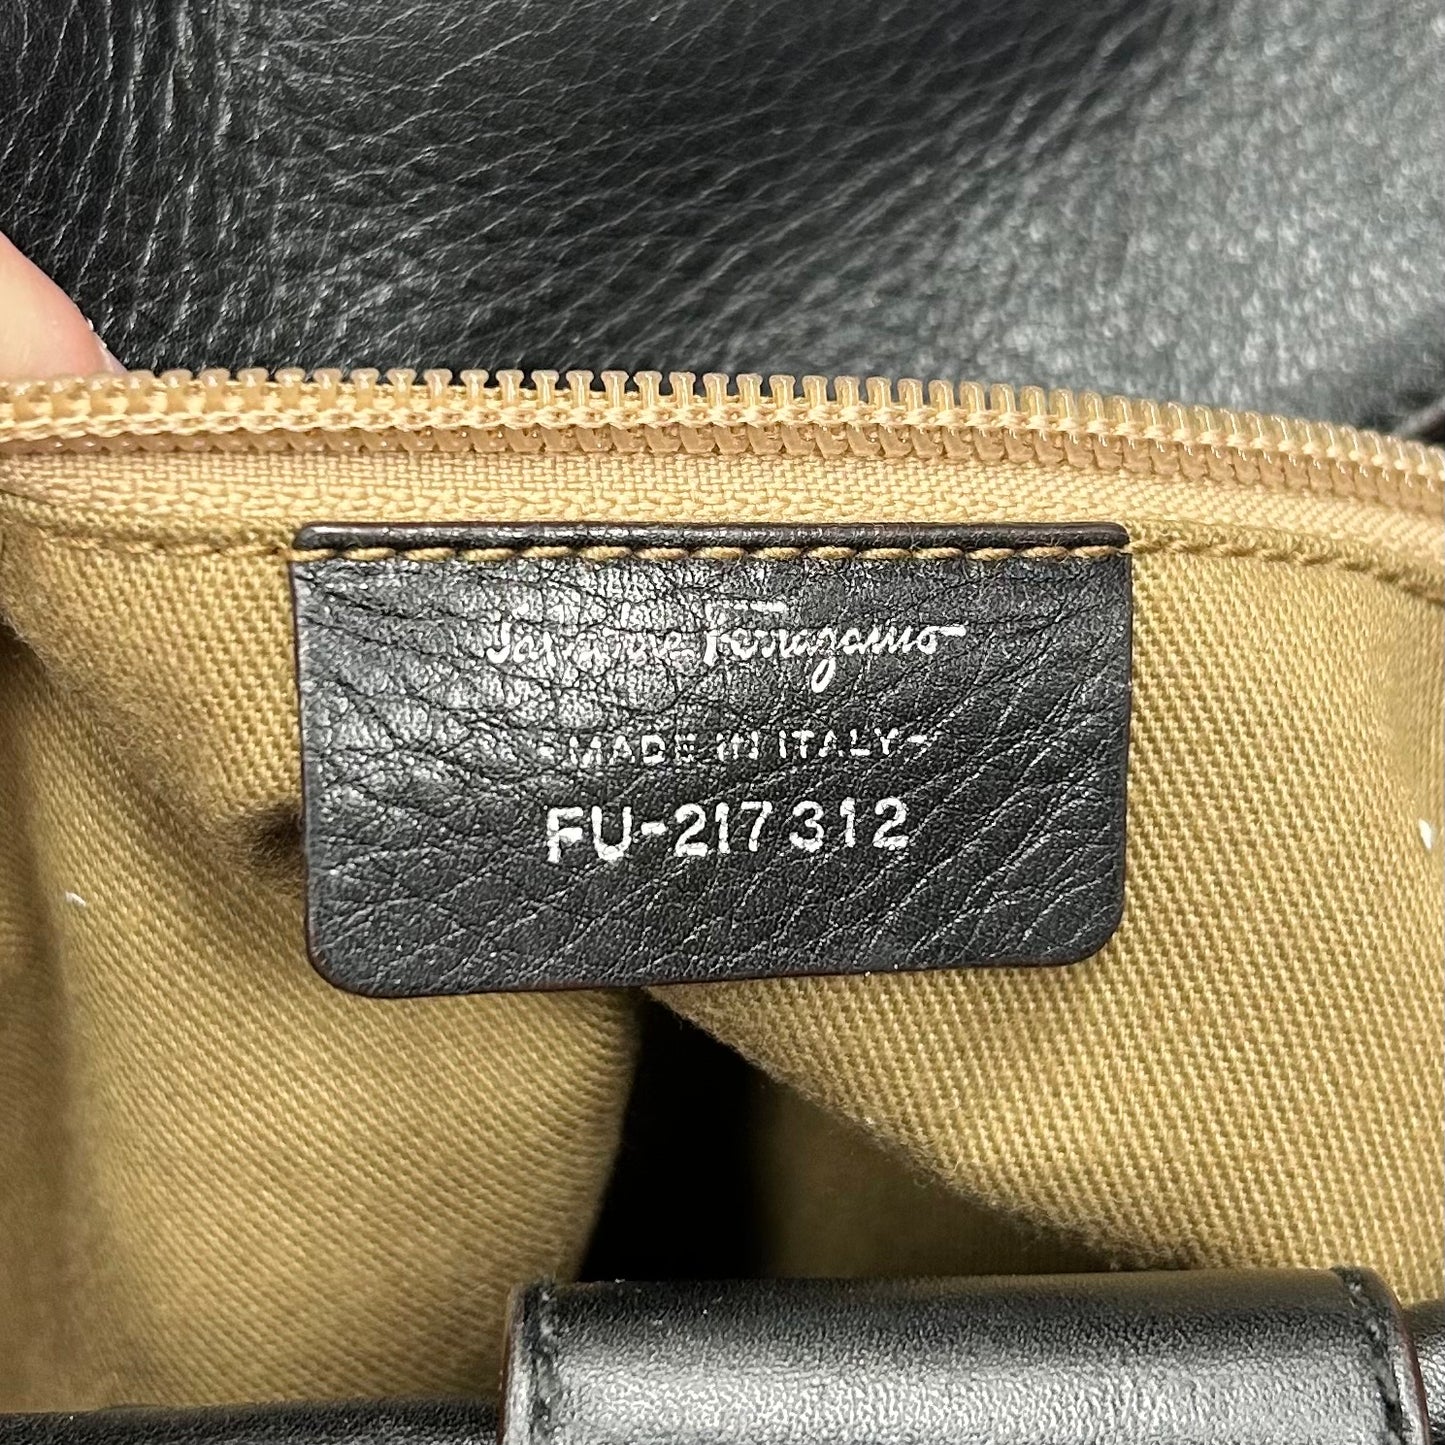 Salvatore Ferragamo
-MADE IN ITALY-
FU-217312